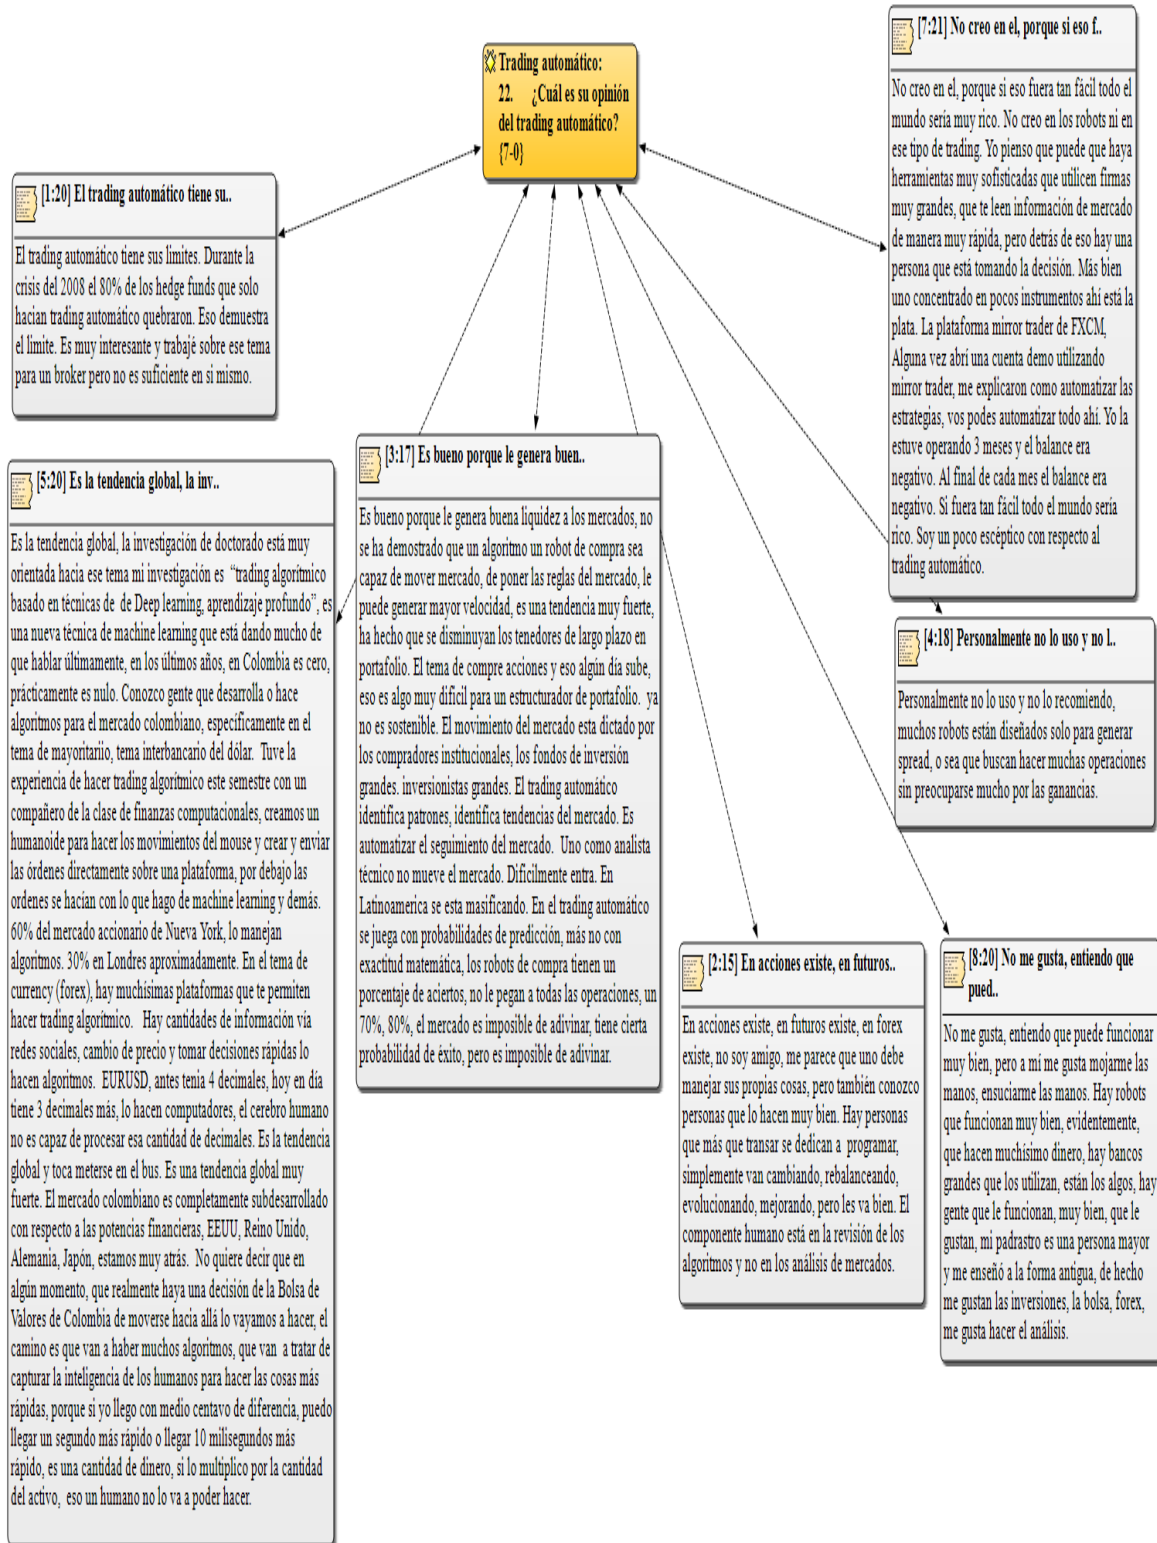 Trading automático:
22. ¿Cuál es su opinión
del trading automático?
{7-0}
[7:21] No creo en el, porque si eso f..
No creo en el, porque si eso fuera tan fácil todo el
mundo sería muy rico. No creo en los robots ni en
ese tipo de trading. Yo pienso que puede que haya
herramientas muy sofisticadas que utilicen firmas
muy grandes, que te leen información de mercado
de manera muy rápida, pero detrás de eso hay una
persona que está tomando la decisión. Más bien
uno concentrado en pocos instrumentos ahí está la
plata. La plataforma mirror trader de FXCM,
Alguna vez abrí una cuenta demo utilizando
mirror trader, me explicaron como automatizar las
estrategias, vos podes automatizar todo ahí. Yo la
estuve operando 3 meses y el balance era
negativo. Al final de cada mes el balance era
negativo. Si fuera tan fácil todo el mundo sería
rico. Soy un poco escéptico con respecto al
trading automático.
[1:20] El trading automático tiene su..
El trading automático tiene sus limites. Durante la
crisis del 2008 el 80% de los hedge funds que solo
hacian trading automático quebraron. Eso demuestra
el limite. Es muy interesante y trabajé sobre ese tema
para un broker pero no es suficiente en si mismo.
[5:20] Es la tendencia global, la inv..
Es la tendencia global, la investigación de doctorado está muy
orientada hacia ese tema mi investigación es “trading algorítmico
basado en técnicas de de Deep learning, aprendizaje profundo”, es
una nueva técnica de machine learning que está dando mucho de
que hablar últimamente, en los últimos años, en Colombia es cero,
prácticamente es nulo. Conozco gente que desarolla o hace
algoritmos para el mercado colombiano, específicamente en el
tema de mayoritariio, tema interbancario del dólar. Tuve la
experiencia de hacer trading algorítmico este semestre con un
compañero de la clase de finanzas computacionales, creamos un
humanoide para hacer los movimientos del mouse y crear y enviar
las órdenes directamente sobre una plataforma, por debajo las
ordenes se hacían con lo que hago de machine learning y demás.
60% del mercado accionario de Nueva York, lo manejan
algoritmos. 30% en Londres aproximadamente. En el tema de
currency (forex), hay muchísimas plataformas que te permiten
hacer trading algorítmico. Hay cantidades de información vía
redes sociales, cambio de precio y tomar decisiones rápidas lo
hacen algoritmos. EURUSD, antes tenia 4 decimales, hoy en día
tiene 3 decimales más, lo hacen computadores, el cerebro humano
no es capaz de procesar esa cantidad de decimales. Es la tendencia
global y toca meterse en el bus. Es una tendencia global muy
fuerte. El mercado colombiano es completamente subdesarrollado
con respecto a las potencias financieras, EEUU, Reino Unido,
Alemania, Japón, estamos muy atrás. No quiere decir que en
algún momento, que realmente haya una decisión de la Bolsa de
Valores de Colombia de moverse hacia allá lo vayamos a hacer, el
camino es que van a haber muchos algoritmos, que van a tratar de
capturar la inteligencia de los humanos para hacer las cosas más
rápidas, porque si yo llego con medio centavo de diferencia, puedo
llegar un segundo más rápido o llegar 10 milisegundos más
rápido, es una cantidad de dinero, si lo multiplico por la cantidad
del activo, eso un humano no lo va a poder hacer.
[3:17] Es bueno porque le genera buen..
Es bueno porque le genera buena liquidez a los mercados, no
se ha demostrado que un algoritmo un robot de compra sea
capaz de mover mercado, de poner las reglas del mercado, le
puede generar mayor velocidad, es una tendencia muy fuerte,
ha hecho que se disminuyan los tenedores de largo plazo en
portafolio. El tema de compre acciones y eso algún día sube,
eso es algo muy dificil para un estructurador de portafolio. ya
no es sostenible. El movimiento del mercado esta dictado por
los compradores institucionales, los fondos de inversión
grandes. inversionistas grandes. El trading automático
identifica patrones, identifica tendencias del mercado. Es
automatizar el seguimiento del mercado. Uno como analista
técnico no mueve el mercado. Dificilmente entra. En
Latinoamerica se esta masificando. En el trading automático
se juega con probabilidades de predicción, más no con
exactitud matemática, los robots de compra tienen un
porcentaje de aciertos, no le pegan a todas las operaciones, un
70%, 80%, el mercado es imposible de adivinar, tiene cierta
probabilidad de éxito, pero es imposible de adivinar.
[4:18] Personalmente no lo uso y no l..
Personalmente no lo uso y no lo recomiendo,
muchos robots están diseñados solo para generar
spread, o sea que buscan hacer muchas operaciones
sin preocuparse mucho por las ganancias.
[2:15] En acciones existe, en futuros..
En acciones existe, en futuros existe, en forex
existe, no soy amigo, me parece que uno debe
manejar sus propias cosas, pero también conozco
personas que lo hacen muy bien. Hay personas
que más que transar se dedican a programar,
simplemente van cambiando, rebalanceando,
evolucionando, mejorando, pero les va bien. El
componente humano está en la revisión de los
algoritmos y no en los análisis de mercados.
[8:20] No me gusta, entiendo que
pued..
No me gusta, entiendo que puede funcionar
muy bien, pero a mí me gusta mojarme las
manos, ensuciarme las manos. Hay robots
que funcionan muy bien, evidentemente,
que hacen muchísimo dinero, hay bancos
grandes que los utilizan, están los algos, hay
gente que le funcionan, muy bien, que le
gustan, mi padrastro es una persona mayor
y me enseñó a la forma antigua, de hecho
me gustan las inversiones, la bolsa, forex,
me gusta hacer el análisis.